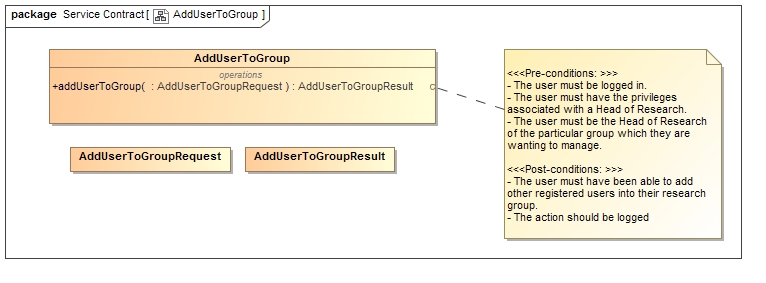 package Service Contract [ AddUserToGroup ]
AddUserToGroup
operations
+addUserToGroup( : AddUserToGroupRequest ) : AddUserToGroupResult
AddUserToGroupRequest
AddUserToGroupResult
<<<Pre-conditions: >>>
- The user must be logged in.
- The user must have the privileges
associated with a Head of Research.
- The user must be the Head of Research
of the particular group which they are
wanting to manage.
<<<Post-conditions: >>>
- The user must have been able to add
other registered users into their research
group.
- The action should be logged